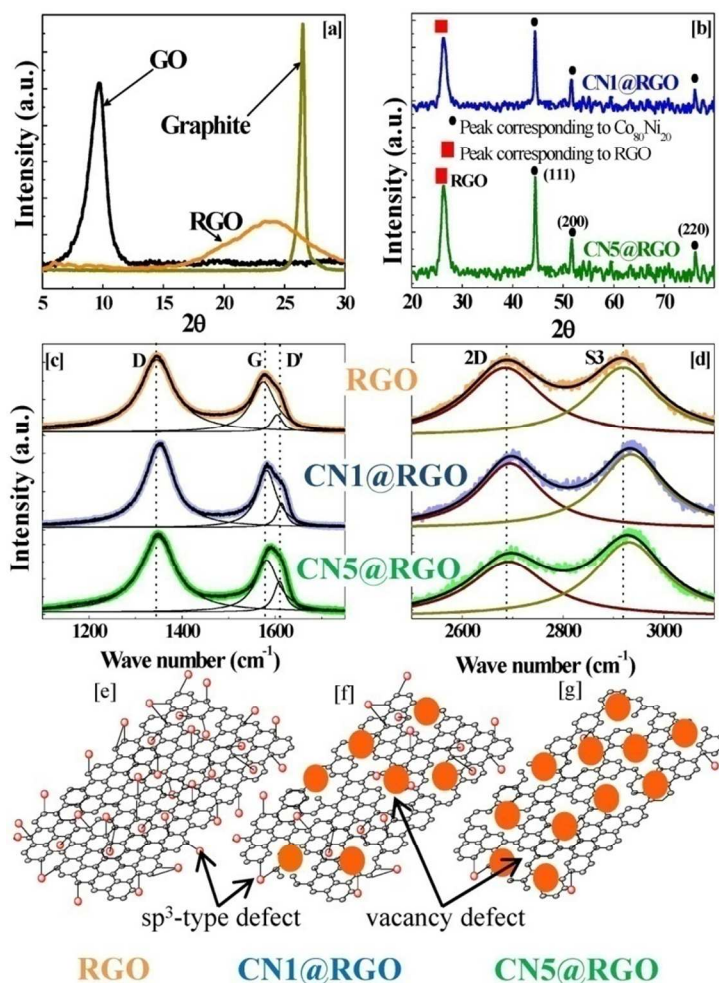 [a]
GO
Graphite
RGO
Intensity (a.u.)
5 10 15 20 25 30
2θ
[b]
CN1@RGO
Peak corresponding to Co80Ni20
Peak corresponding to RGO
RGO
(111)
(200)
(220)
CN5@RGO
Intensity (a.u.)
20 30 40 50 60 70
2θ
[c]
D
G
D'
RGO
CN1@RGO
CN5@RGO
Intensity (a.u.)
1200 1400 1600
Wave number (cm-1)
2D
S3
[d]
2600 2800 3000
Wave number (cm-1)
[e]
[f]
[g]
sp3-type defect
vacancy defect
RGO
CN1@RGO
CN5@RGO